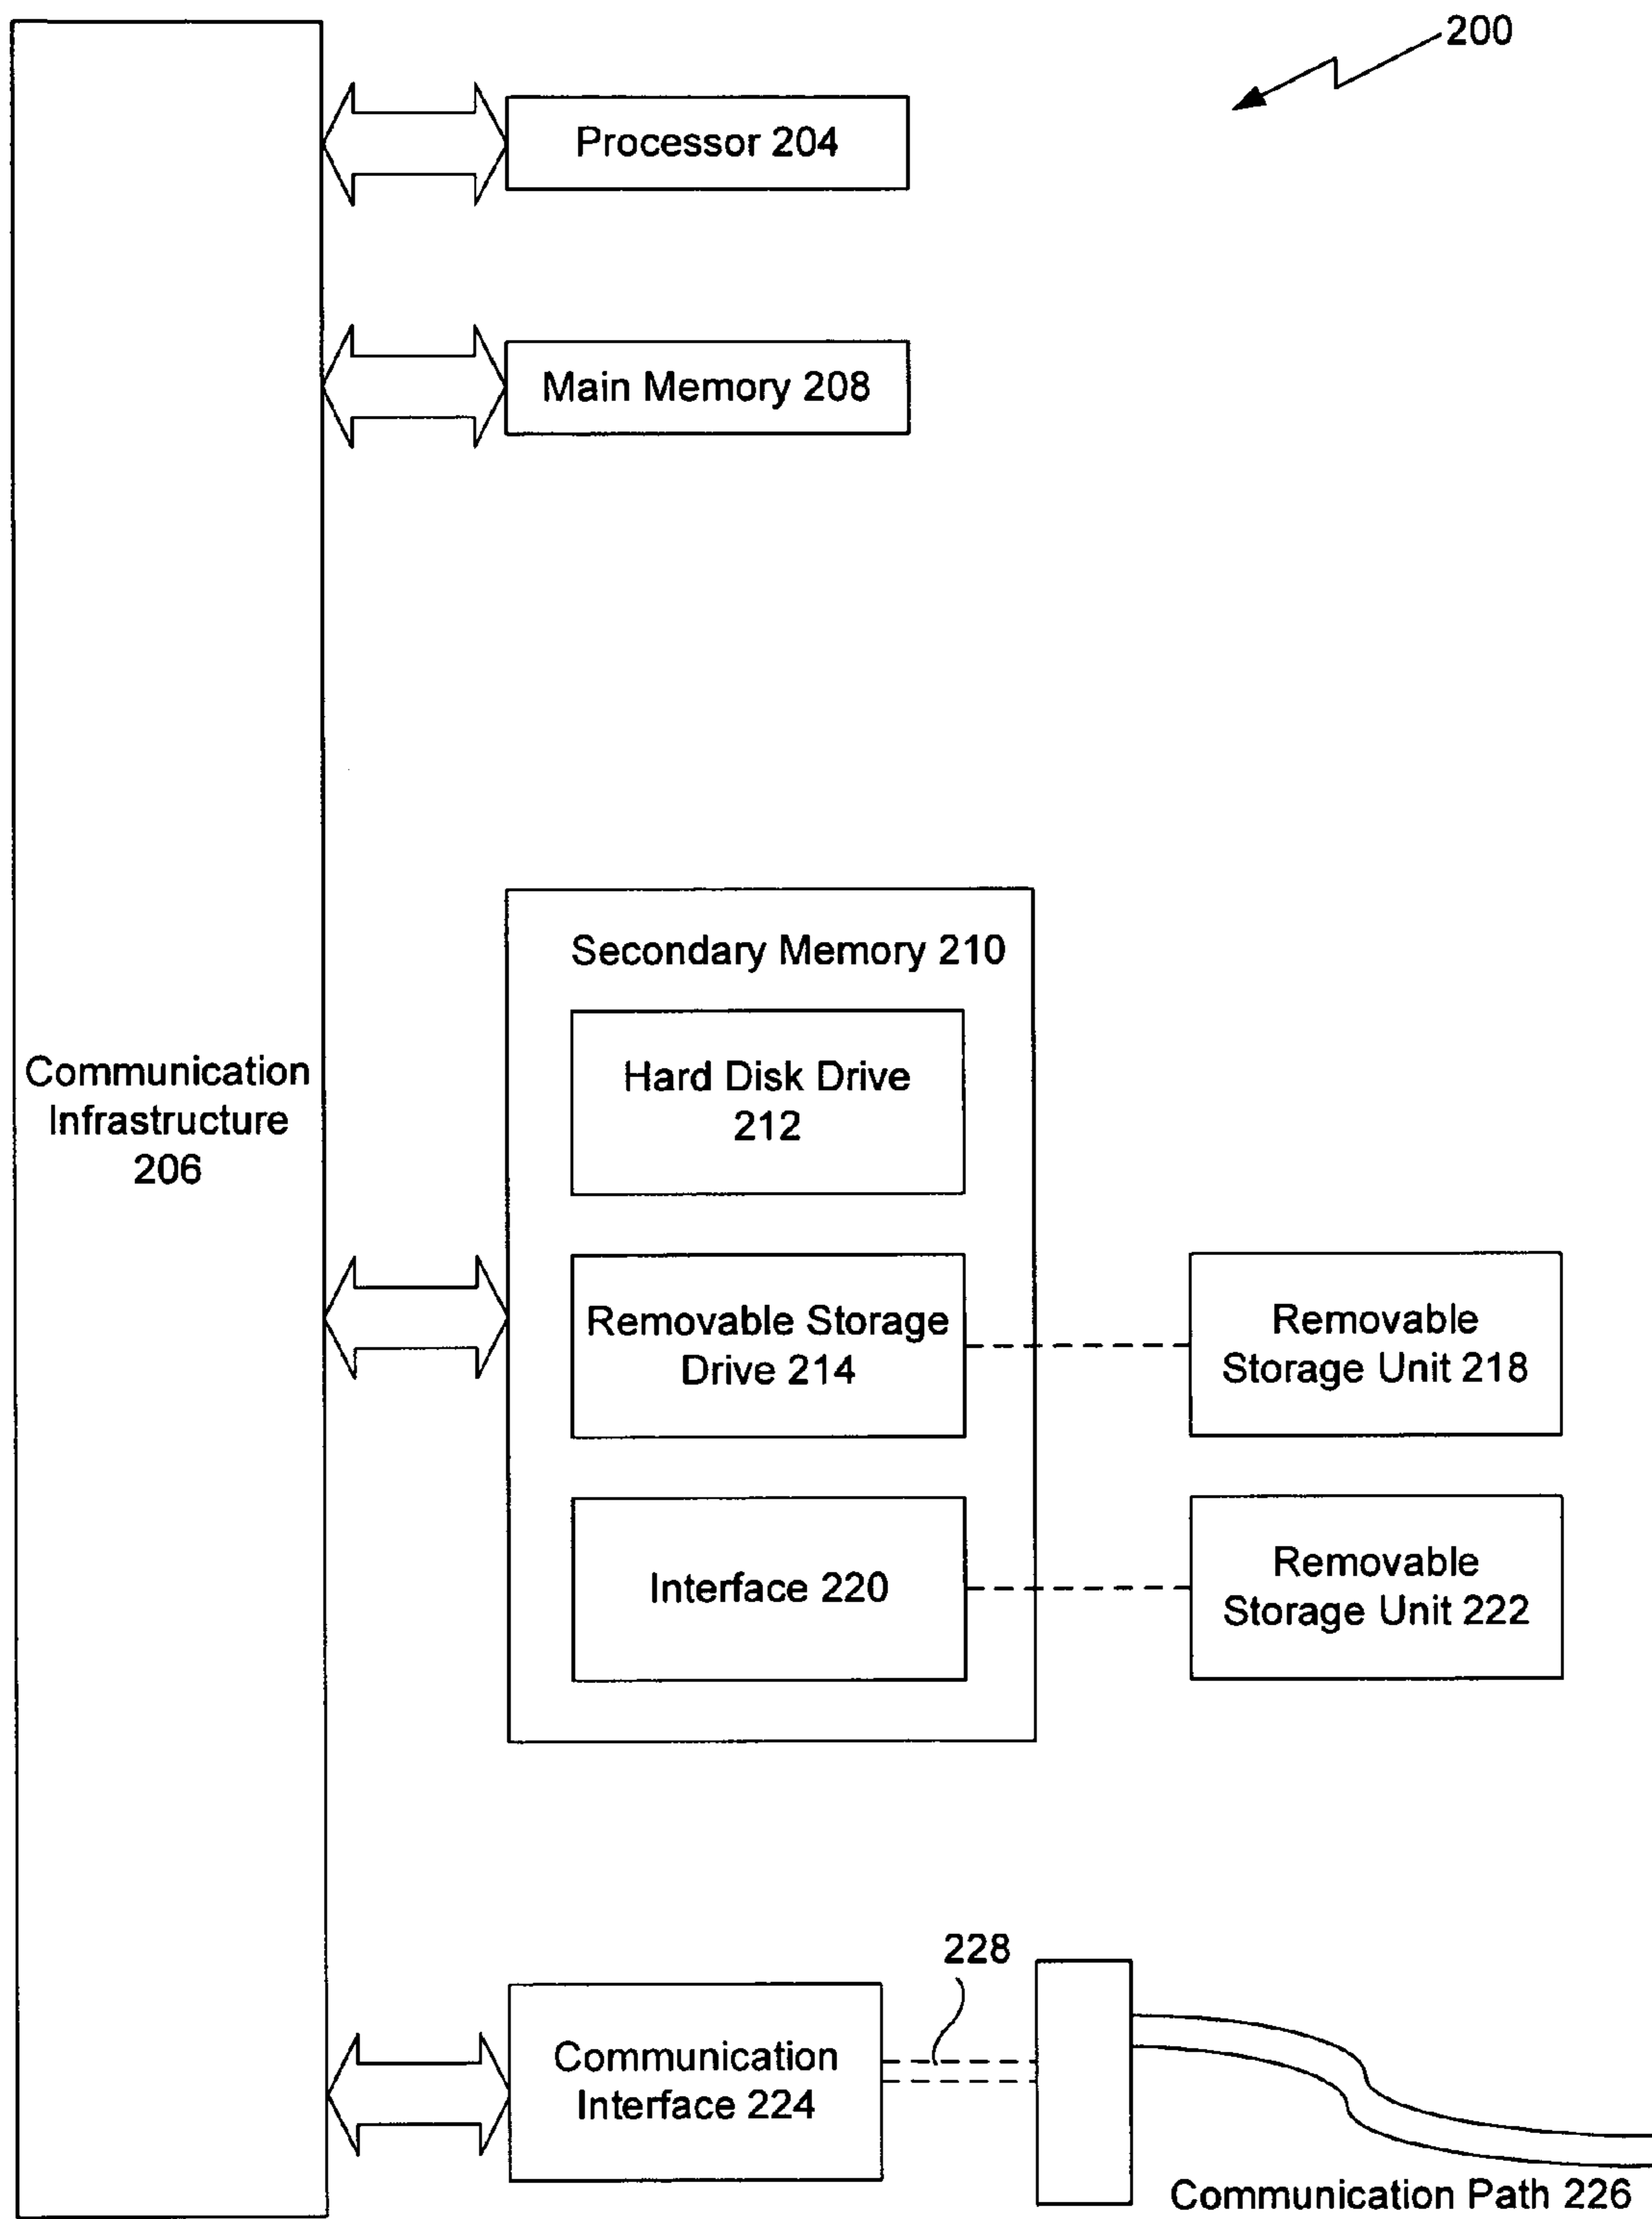 200
Processor 204
Main Memory 208
Secondary Memory 210
Hard Disk Drive
212
Communication
Infrastructure
206
Removable Storage
Drive 214
Removable
Storage Unit 218
Interface 220
Removable
Storage Unit 222
228
Communication
Interface 224
Communication Path 226